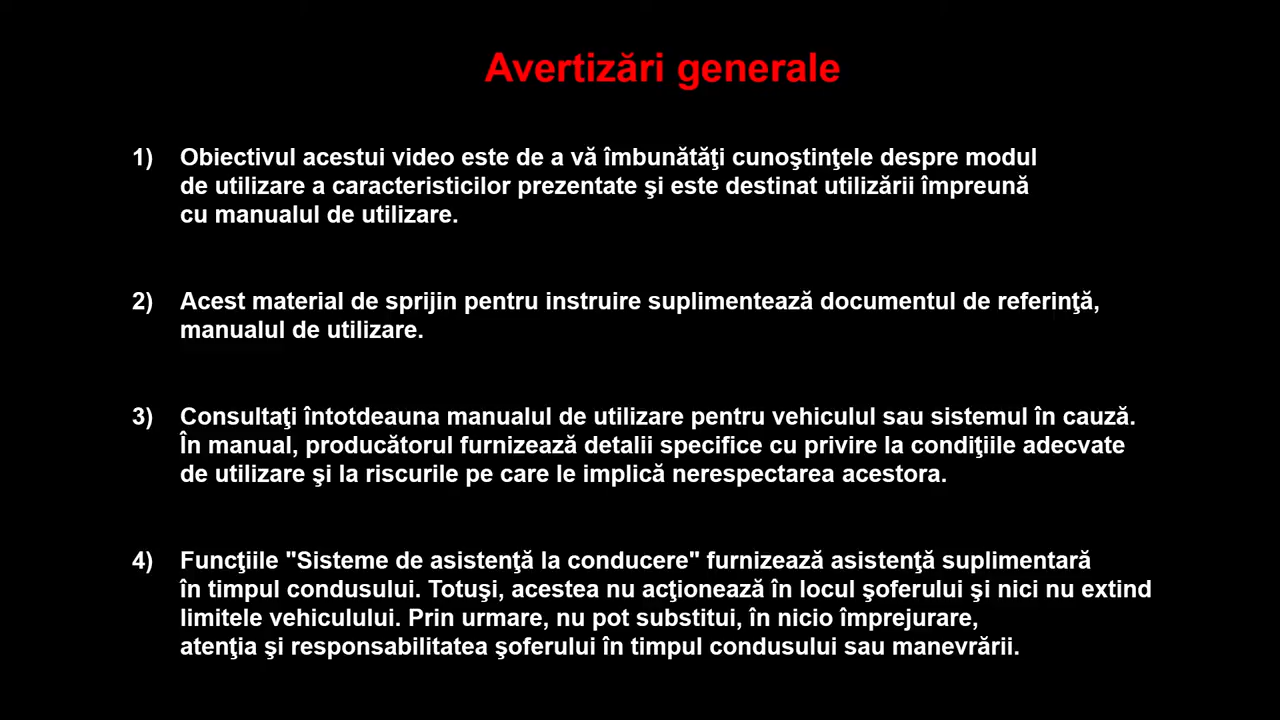 Avertizări generale
1) Obiectivul acestui video este de a vă îmbunătăţi cunoştinţele despre modul
de utilizare a caracteristicilor prezentate şi este destinat utilizării împreună
cu manualul de utilizare.
2) Acest material de sprijin pentru instruire suplimentează documentul de referinţă,
manualul de utilizare.
3) Consultaţi întotdeauna manualul de utilizare pentru vehiculul sau sistemul în cauză.
În manual, producătorul furnizează detalii specifice cu privire la condiţiile adecvate
de utilizare şi la riscurile pe care le implică nerespectarea acestora.
4) Funcţiile "Sisteme de asistenţă la conducere" furnizează asistenţă suplimentară
în timpul condusului. Totuşi, acestea nu acţionează în locul şoferului şi nici nu extind
limitele vehiculului. Prin urmare, nu pot substitui, în nicio împrejurare,
atenţia şi responsabilitatea şoferului în timpul condusului sau manevrării.